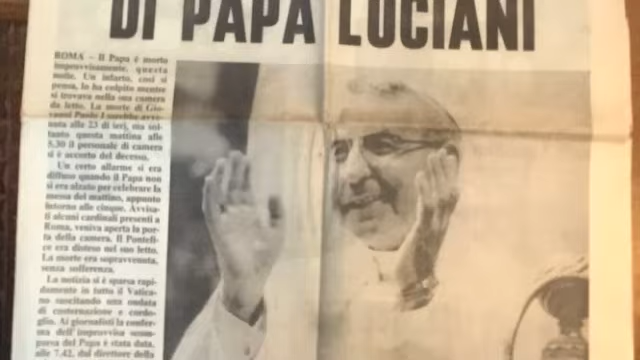 DI PAPA LUCIANI
ROMA - Il Papa è morto
improvvisamente, questa
notte. Un infarto, così si
pensa, lo ha colpito mentre
si trovava nella sua camera
da letto. La morte di Gio-
vanni Paolo I sarebbe avve-
nuta alle 23 di ieri, ma sol-
tanto questa mattina alle
5,30 il personale di camera
si è accorto del decesso.
Un certo allarme si era
diffuso quando il Papa non
si era alzato per celebrare la
messa del mattino, appunto
intorno alle cinque. Avvisa-
ti alcuni cardinali presenti a
Roma, veniva aperta la por-
ta della camera. Il Pontefi-
ce era disteso nel suo letto.
La morte era sopravvenuta,
senza sofferenza.
La notizia si è sparsa rapi-
damente in tutto il Vatica-
no suscitando una ondata
di costernazione e cordo-
glio. Ai giornalisti la confer-
ma dell'improvvisa scom-
parsa del Papa è stata data,
alle 7.42, dal direttore della